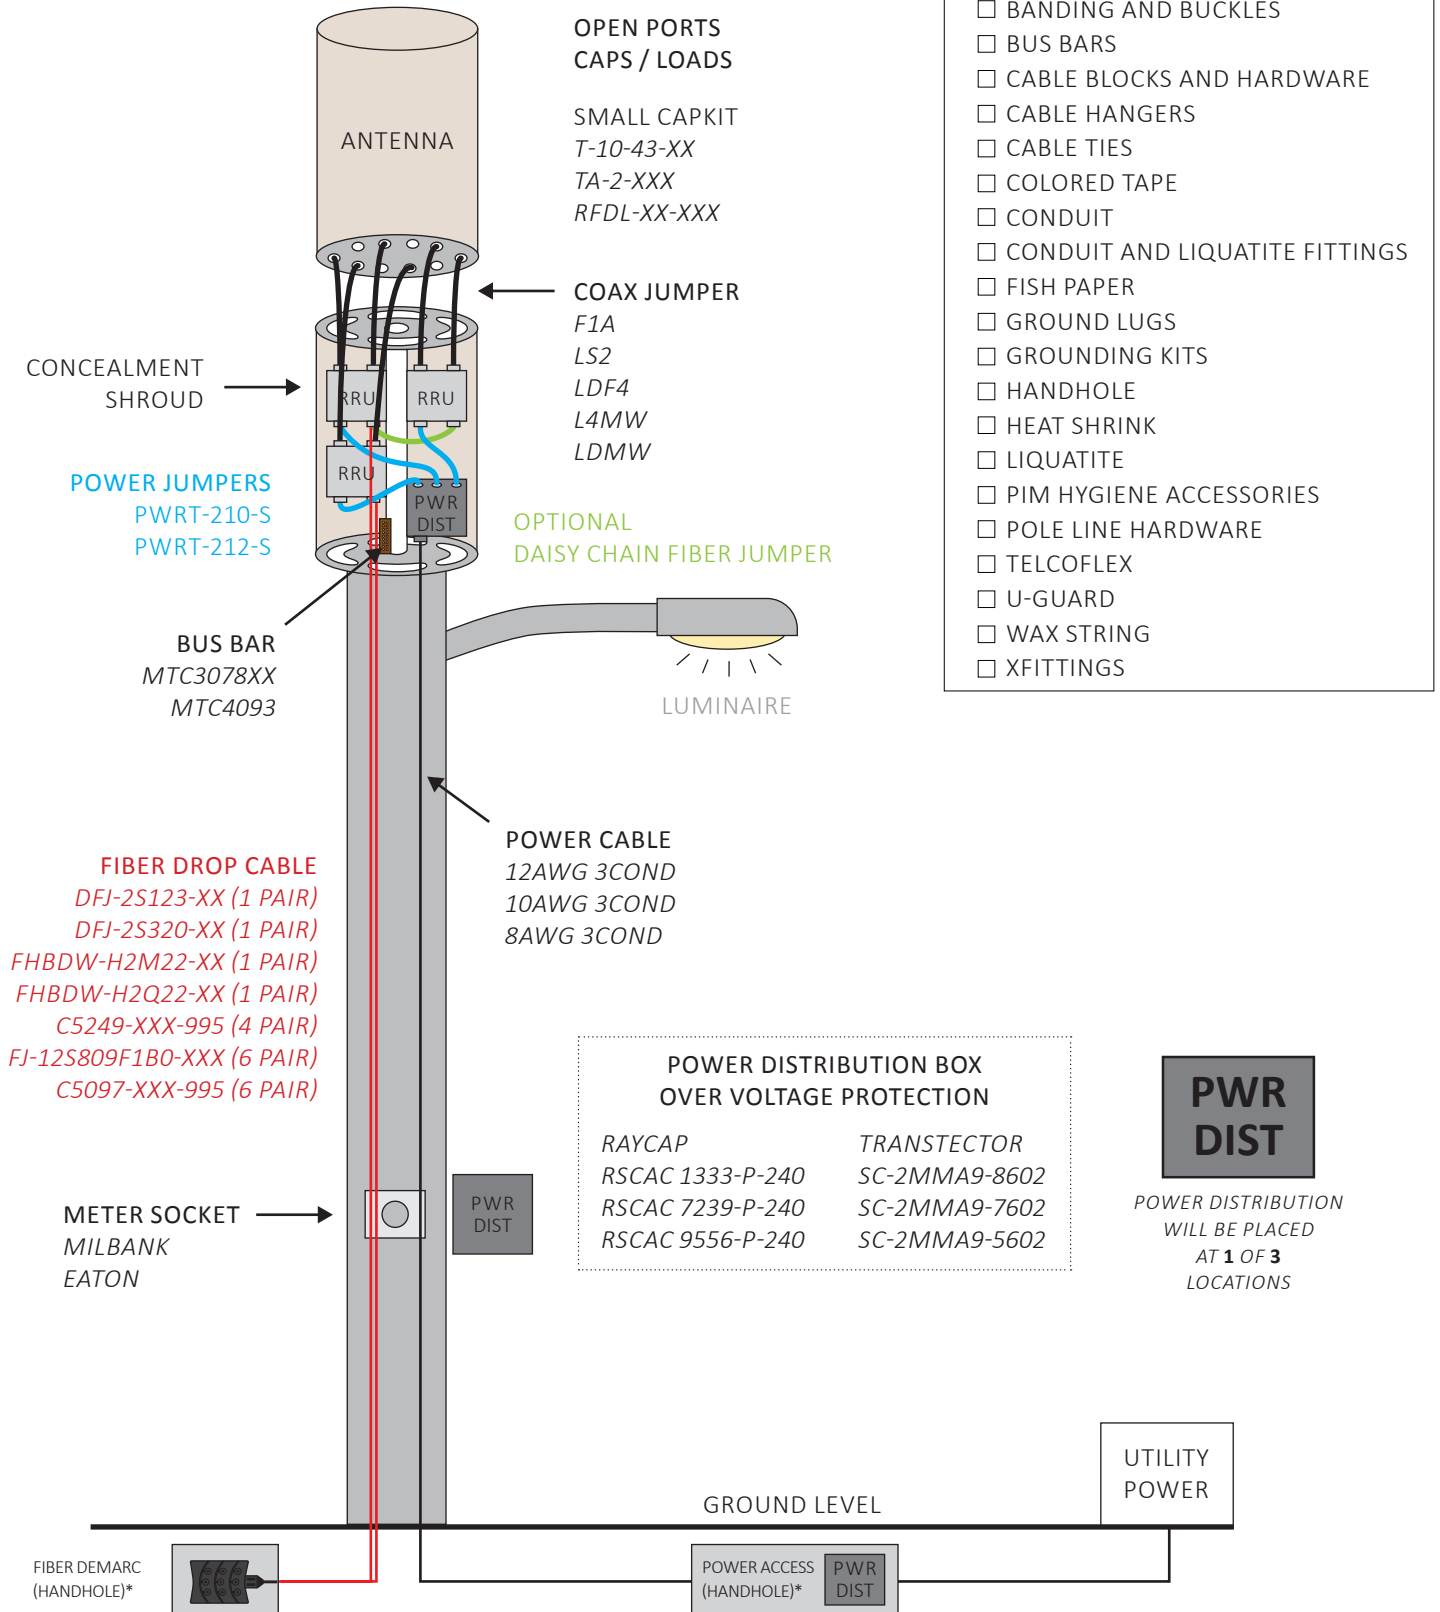 ANTENNA
OPEN PORTS
CAPS / LOADS
SMALL CAPKIT
T-10-43-XX
TA-2-XXX
RFDL-XX-XXX
☐ BANDING AND BUCKLES
☐ BUS BARS
☐ CABLE BLOCKS AND HARDWARE
☐ CABLE HANGERS
☐ CABLE TIES
☐ COLORED TAPE
☐ CONDUIT
☐ CONDUIT AND LIQUATITE FITTINGS
☐ FISH PAPER
☐ GROUND LUGS
☐ GROUNDING KITS
☐ HANDHOLE
☐ HEAT SHRINK
☐ LIQUATITE
☐ PIM HYGIENE ACCESSORIES
☐ POLE LINE HARDWARE
☐ TELCOFLEX
☐ U-GUARD
☐ WAX STRING
☐ XFITTINGS
COAX JUMPER
F1A
LS2
LDF4
L4MW
LDMW
CONCEALMENT
SHROUD
RRU
RRU
RRU
PWR
DIST
POWER JUMPERS
PWRT-210-S
PWRT-212-S
OPTIONAL
DAISY CHAIN FIBER JUMPER
BUS BAR
MTC3078XX
MTC4093
LUMINAIRE
POWER CABLE
12AWG 3COND
10AWG 3COND
8AWG 3COND
FIBER DROP CABLE
DFJ-2S123-XX (1 PAIR)
DFJ-2S320-XX (1 PAIR)
FHBDW-H2M22-XX (1 PAIR)
FHBDW-H2Q22-XX (1 PAIR)
C5249-XXX-995 (4 PAIR)
FJ-12S809F1B0-XXX (6 PAIR)
C5097-XXX-995 (6 PAIR)
POWER DISTRIBUTION BOX
OVER VOLTAGE PROTECTION
RAYCAP
RSCAC 1333-P-240
RSCAC 7239-P-240
RSCAC 9556-P-240
TRANSTECTOR
SC-2MMA9-8602
SC-2MMA9-7602
SC-2MMA9-5602
PWR
DIST
POWER DISTRIBUTION
WILL BE PLACED
AT 1 OF 3
LOCATIONS
METER SOCKET
MILBANK
EATON
PWR
DIST
UTILITY
POWER
GROUND LEVEL
FIBER DEMARC
(HANDHOLE)*
POWER ACCESS
(HANDHOLE)*
PWR
DIST